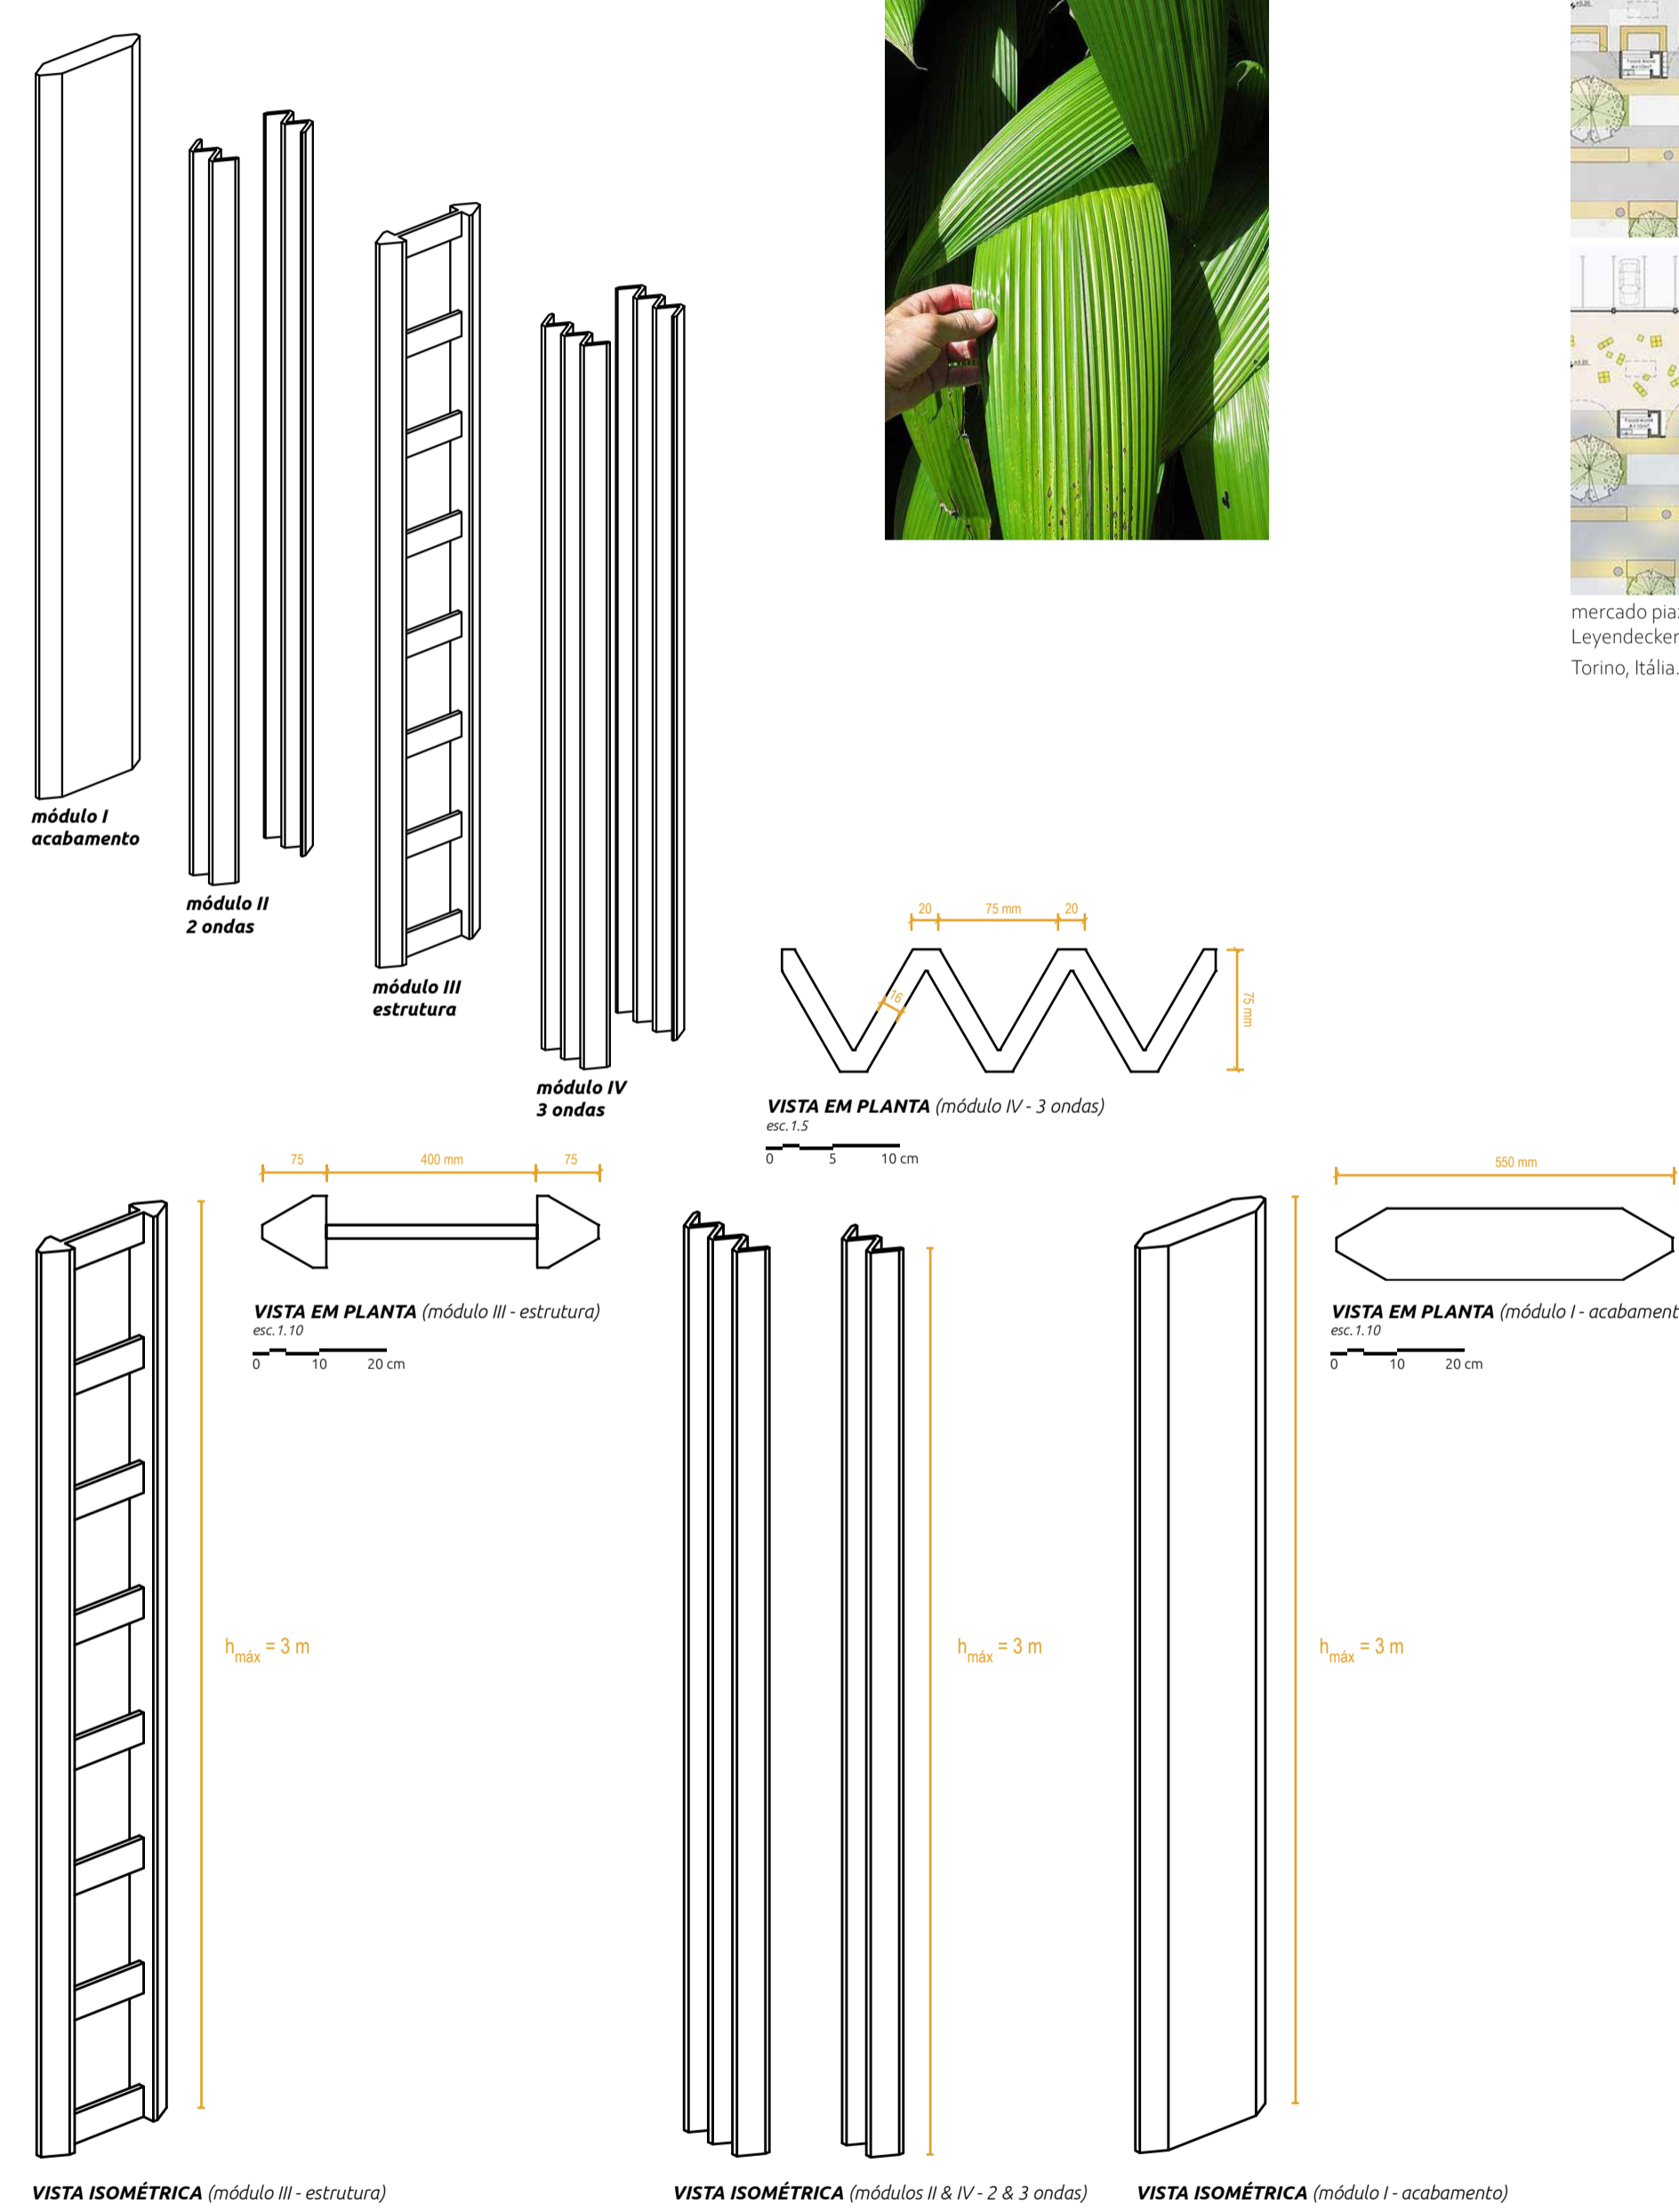 módulo I
acabamento
módulo II
2 ondas
módulo III
estrutura
módulo IV
3 ondas
mercado pia
Leyendecker
Torino, Itália.
20
75 mm
20
16
75 mm
VISTA EM PLANTA (módulo IV - 3 ondas)
esc.1.5
0 5 10 cm
75
400 mm
75
VISTA EM PLANTA (módulo III - estrutura)
esc.1.10
0 10 20 cm
550 mm
VISTA EM PLANTA (módulo I - acabament
esc.1.10
0 10 20 cm
hmáx = 3 m
hmáx = 3 m
hmáx = 3 m
VISTA ISOMÉTRICA (módulo III - estrutura)
VISTA ISOMÉTRICA (módulos II & IV - 2 & 3 ondas)
VISTA ISOMÉTRICA (módulo I - acabamento)